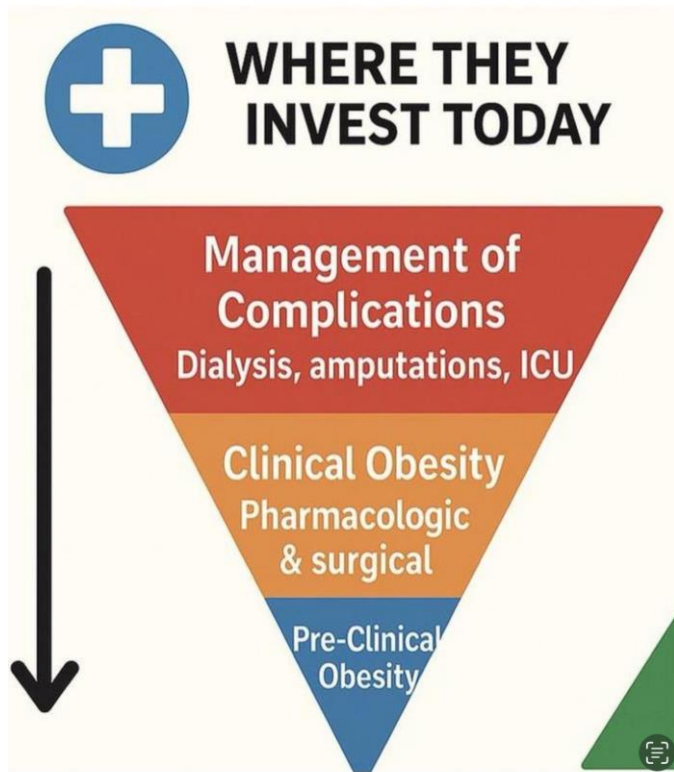 WHERE THEY
INVEST TODAY
Management of
Complications
Dialysis, amputations, ICU
Clinical Obesity
Pharmacologic
& surgical
Pre-Clinical
Obesity